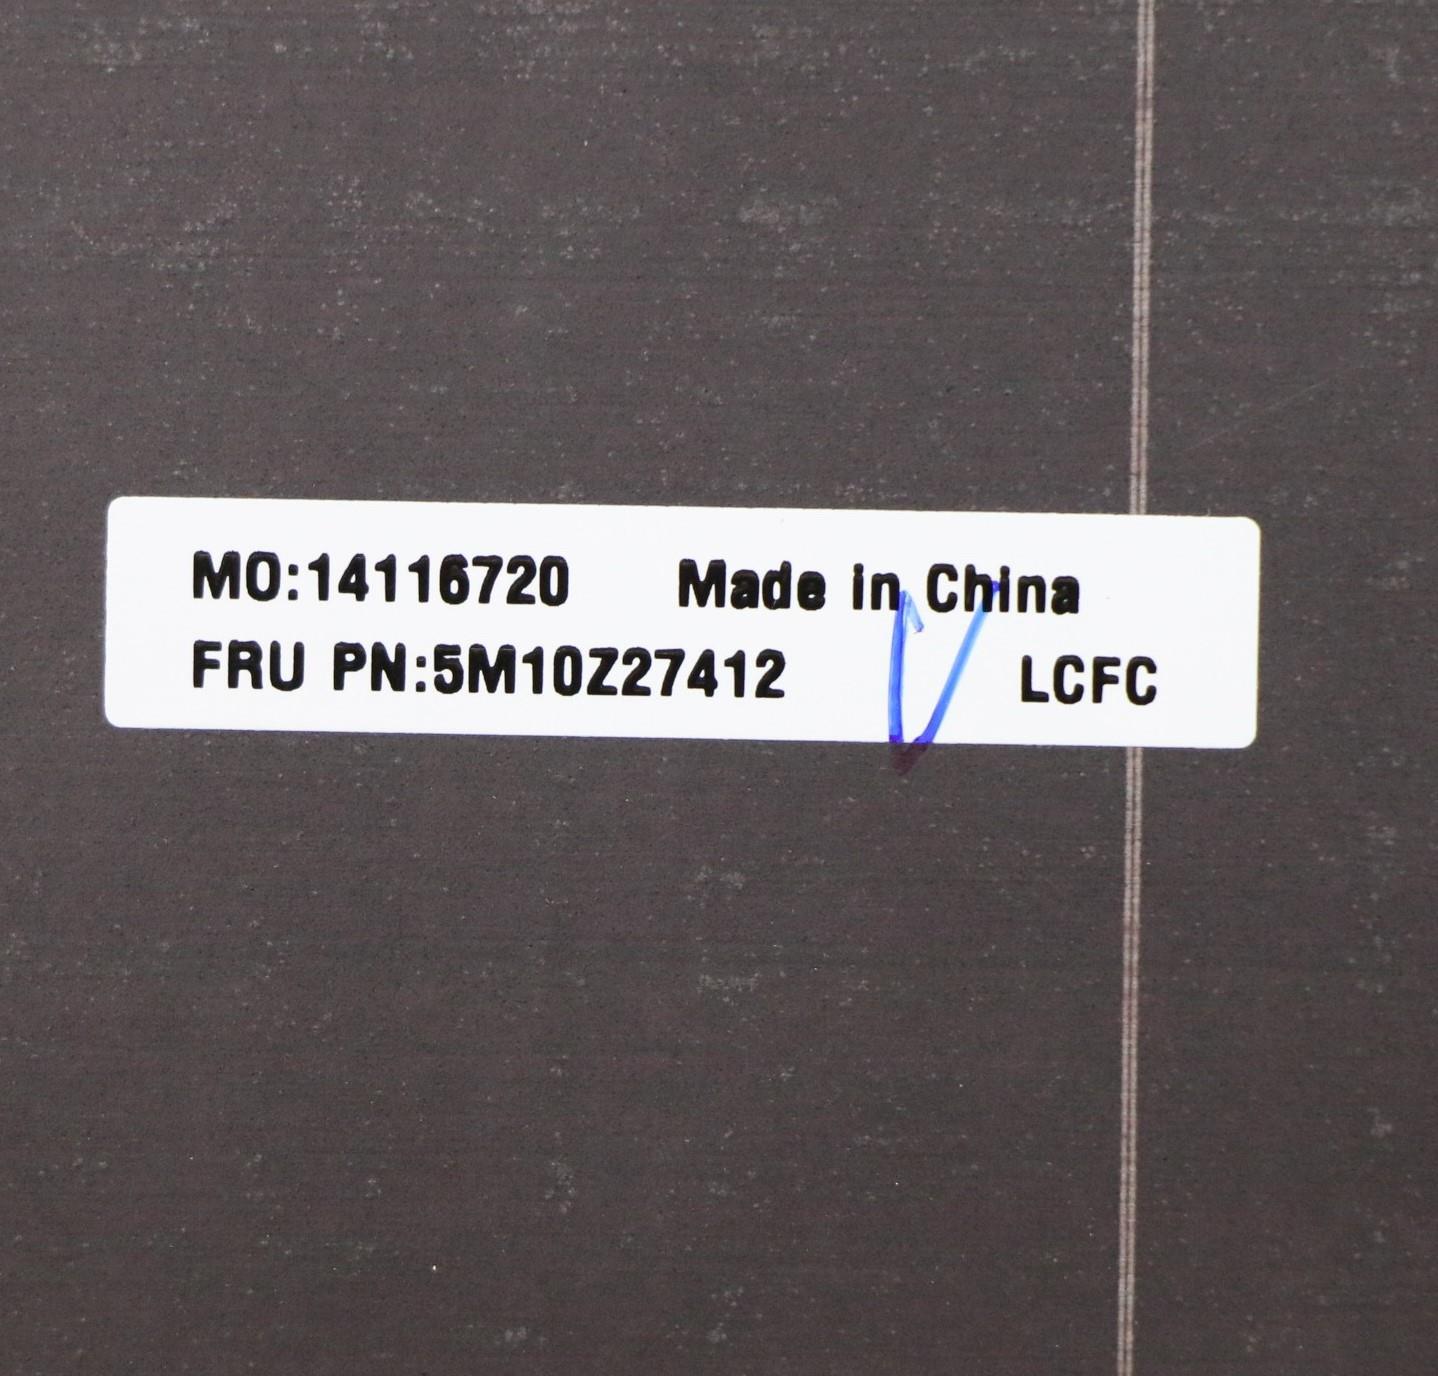 MO:14116720 Made in China
FRU PN:5M10Z27412 LCFC